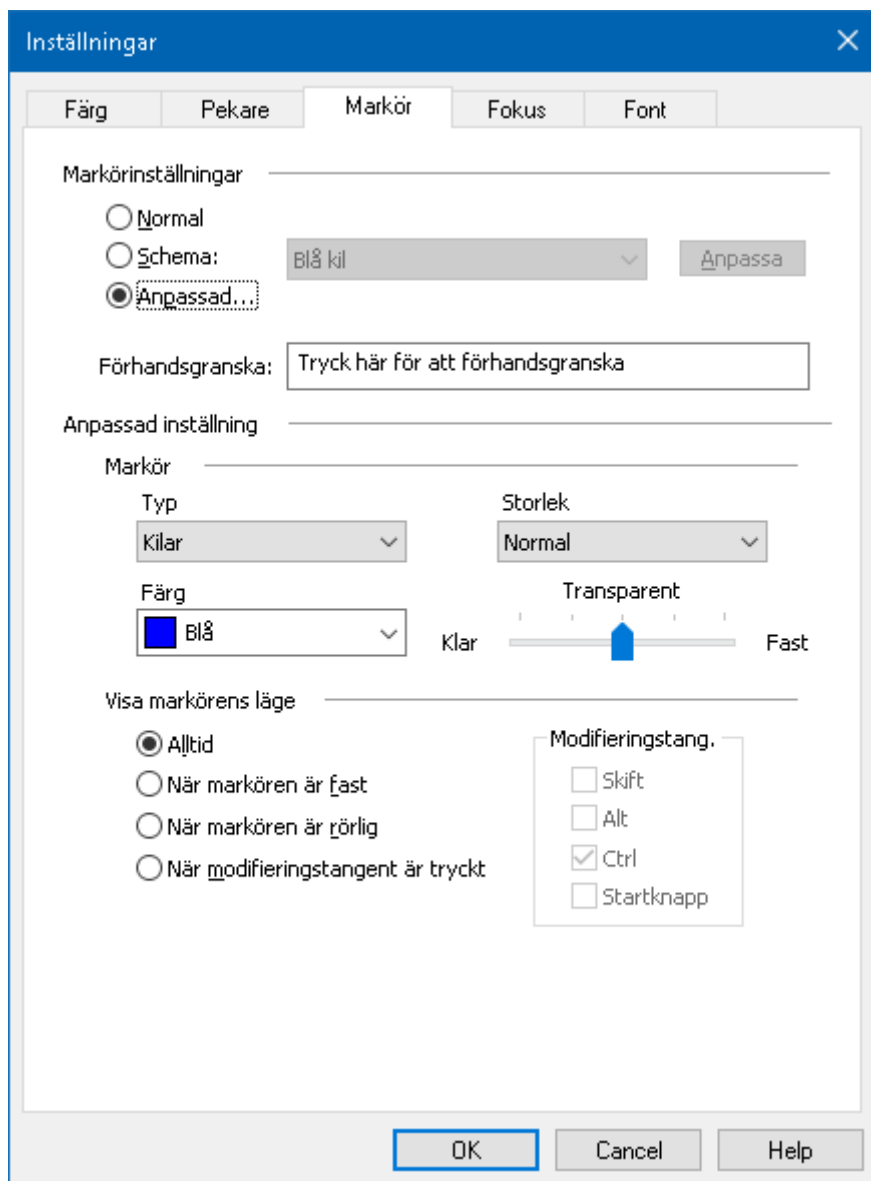 Inställningar
Färg Pekare Markör Fokus Font
Markörinställningar
Normal
Schema: Blå kil Anpassa
Anpassad...
Förhandsgranska: Tryck här för att förhandsgranska
Anpassad inställning
Markör
Typ Storlek
Kilar Normal
Färg Transparent
Blå Klar Fast
Visa markörens läge
Alltid Modifieringstang.
När markören är fast Skift
När markören är rörlig Alt
När modifieringstangent är tryckt Ctrl
Startknapp
OK Cancel Help